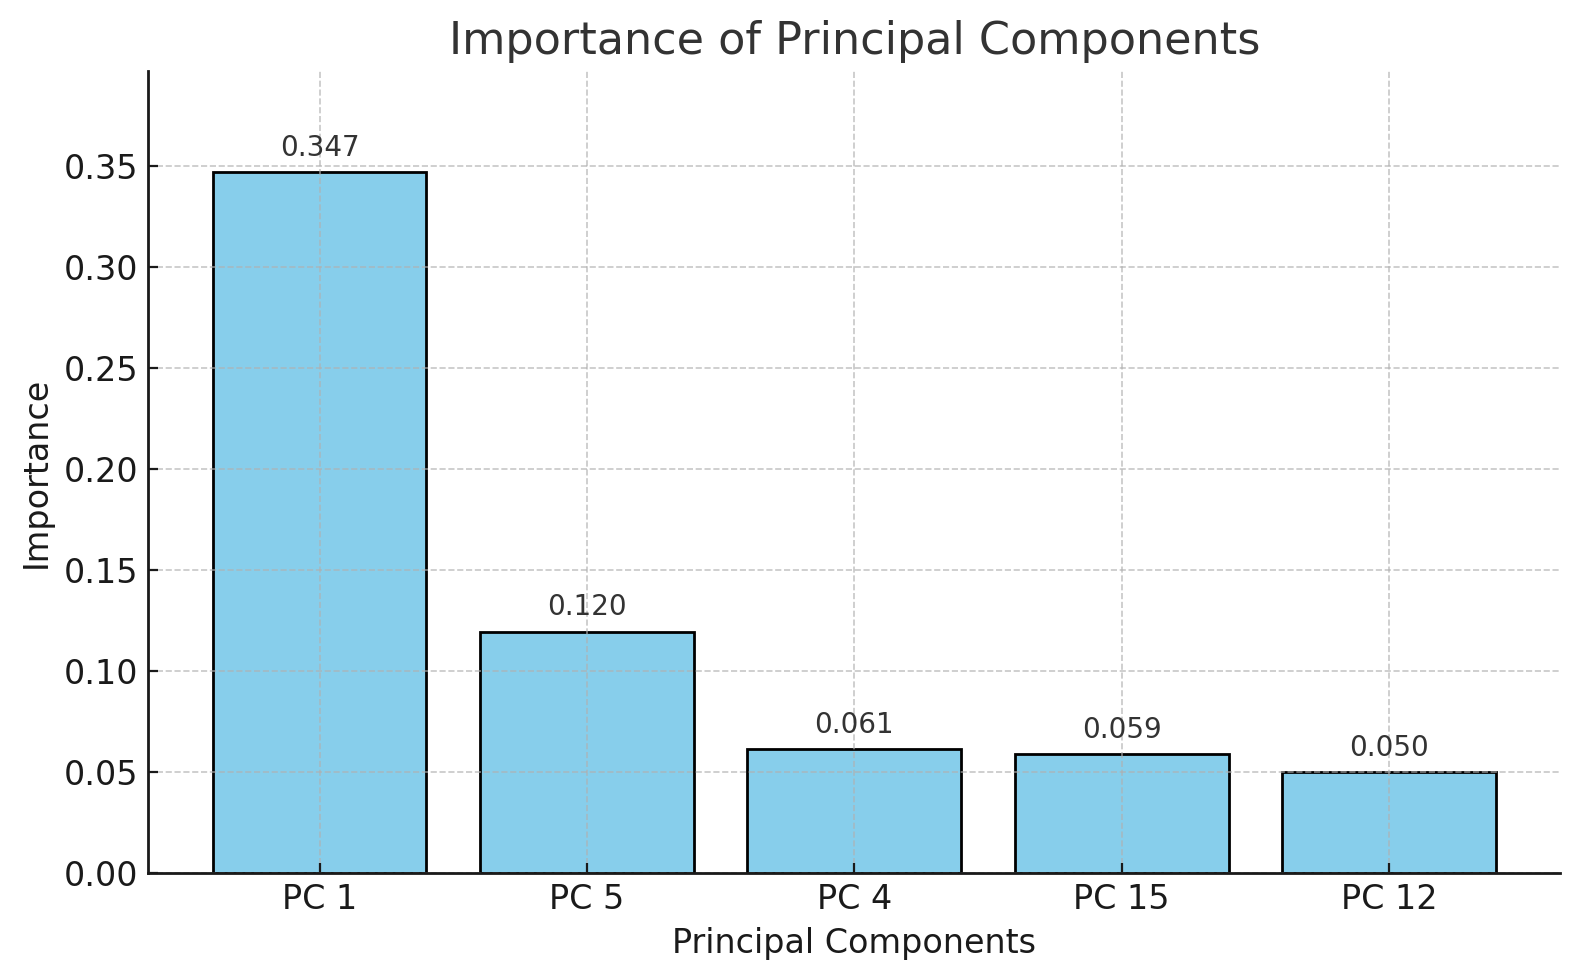 Importance of Principal Components
Importance
0.35
0.30
0.25
0.20
0.15
0.10
0.05
0.00
0.347
0.120
0.061
0.059
0.050
PC 1
PC 5
PC 4
PC 15
PC 12
Principal Components